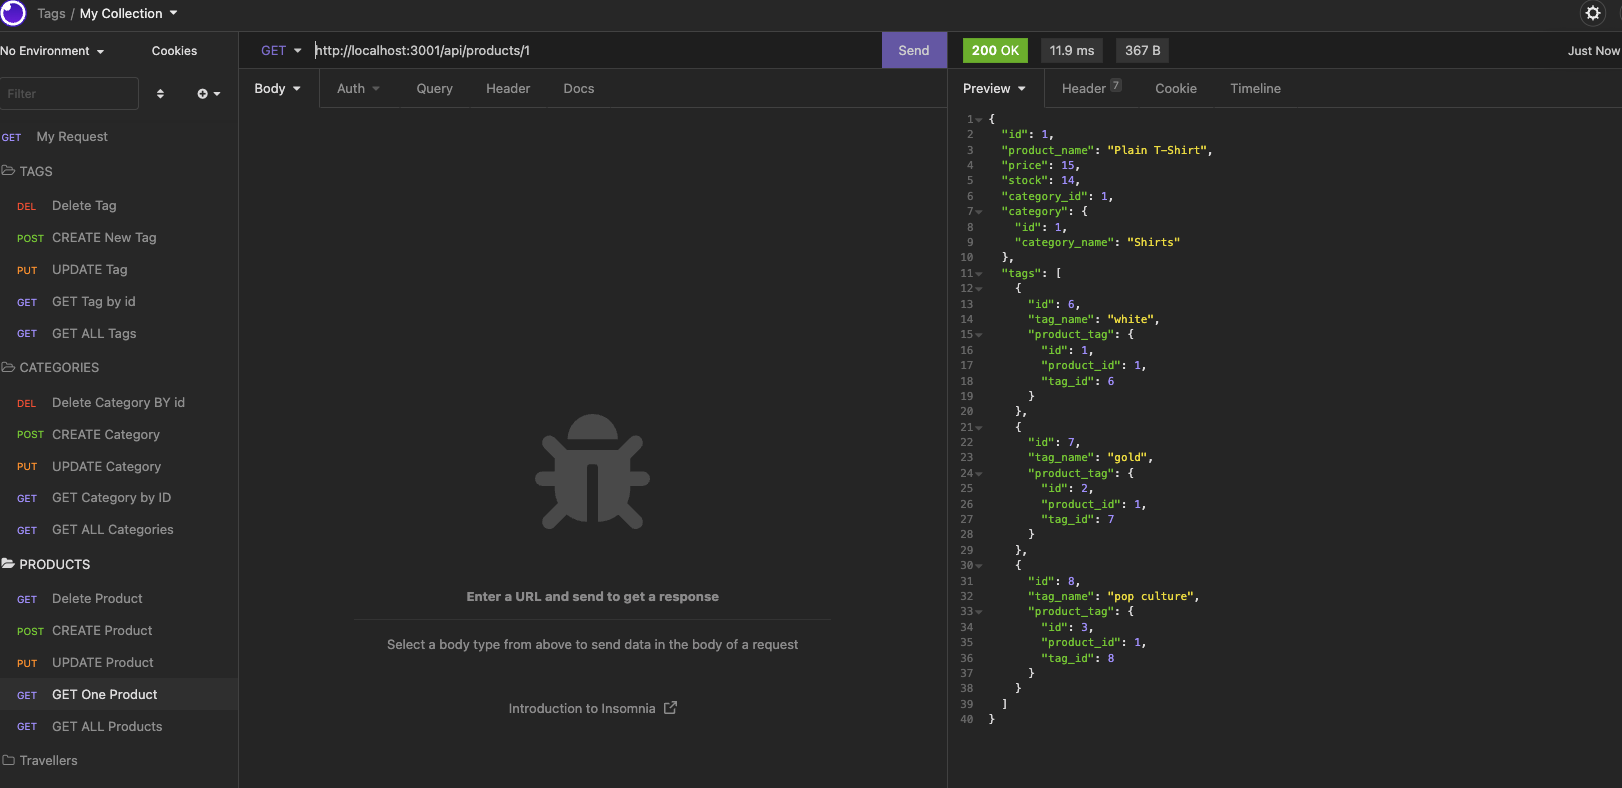 Tags / My Collection
No Environment
Cookies
Filter
GET My Request
TAGS
DEL Delete Tag
POST CREATE New Tag
PUT UPDATE Tag
GET GET Tag by id
GET GET ALL Tags
CATEGORIES
DEL Delete Category BY id
POST CREATE Category
PUT UPDATE Category
GET GET Category by ID
GET GET ALL Categories
PRODUCTS
GET Delete Product
POST CREATE Product
PUT UPDATE Product
GET GET One Product
GET GET ALL Products
Travellers
GET http://localhost:3001/api/products/1 Send
Body Auth Query Header Docs
Enter a URL and send to get a response
Select a body type from above to send data in the body of a request
Introduction to Insomnia
200 OK 11.9 ms 367 B Just Now
Preview Header 7 Cookie Timeline
1 {
2 "id": 1,
3 "product_name": "Plain T-Shirt",
4 "price": 15,
5 "stock": 14,
6 "category_id": 1,
7 "category": {
8 "id": 1,
9 "category_name": "Shirts"
10 },
11 "tags": [
12 {
13 "id": 6,
14 "tag_name": "white",
15 "product_tag": {
16 "id": 1,
17 "product_id": 1,
18 "tag_id": 6
19 }
20 },
21 {
22 "id": 7,
23 "tag_name": "gold",
24 "product_tag": {
25 "id": 2,
26 "product_id": 1,
27 "tag_id": 7
28 }
29 },
30 {
31 "id": 8,
32 "tag_name": "pop culture",
33 "product_tag": {
34 "id": 3,
35 "product_id": 1,
36 "tag_id": 8
37 }
38 }
39 ]
40 }